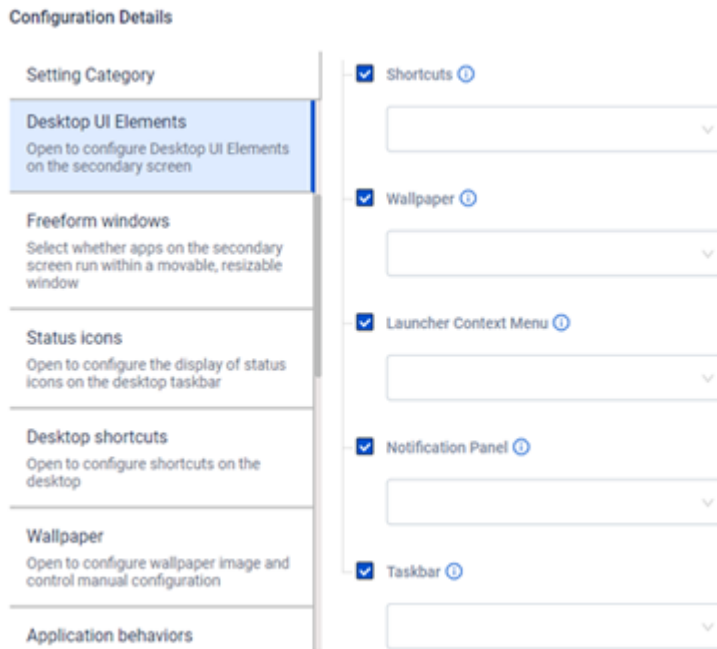 Configuration Details
Setting Category
Desktop UI Elements
Open to configure Desktop UI Elements
on the secondary screen
Freeform windows
Select whether apps on the secondary
screen run within a movable, resizable
window
Status icons
Open to configure the display of status
icons on the desktop taskbar
Desktop shortcuts
Open to configure shortcuts on the
desktop
Wallpaper
Open to configure wallpaper image and
control manual configuration
Application behaviors
Shortcuts
Wallpaper
Launcher Context Menu
Notification Panel
Taskbar